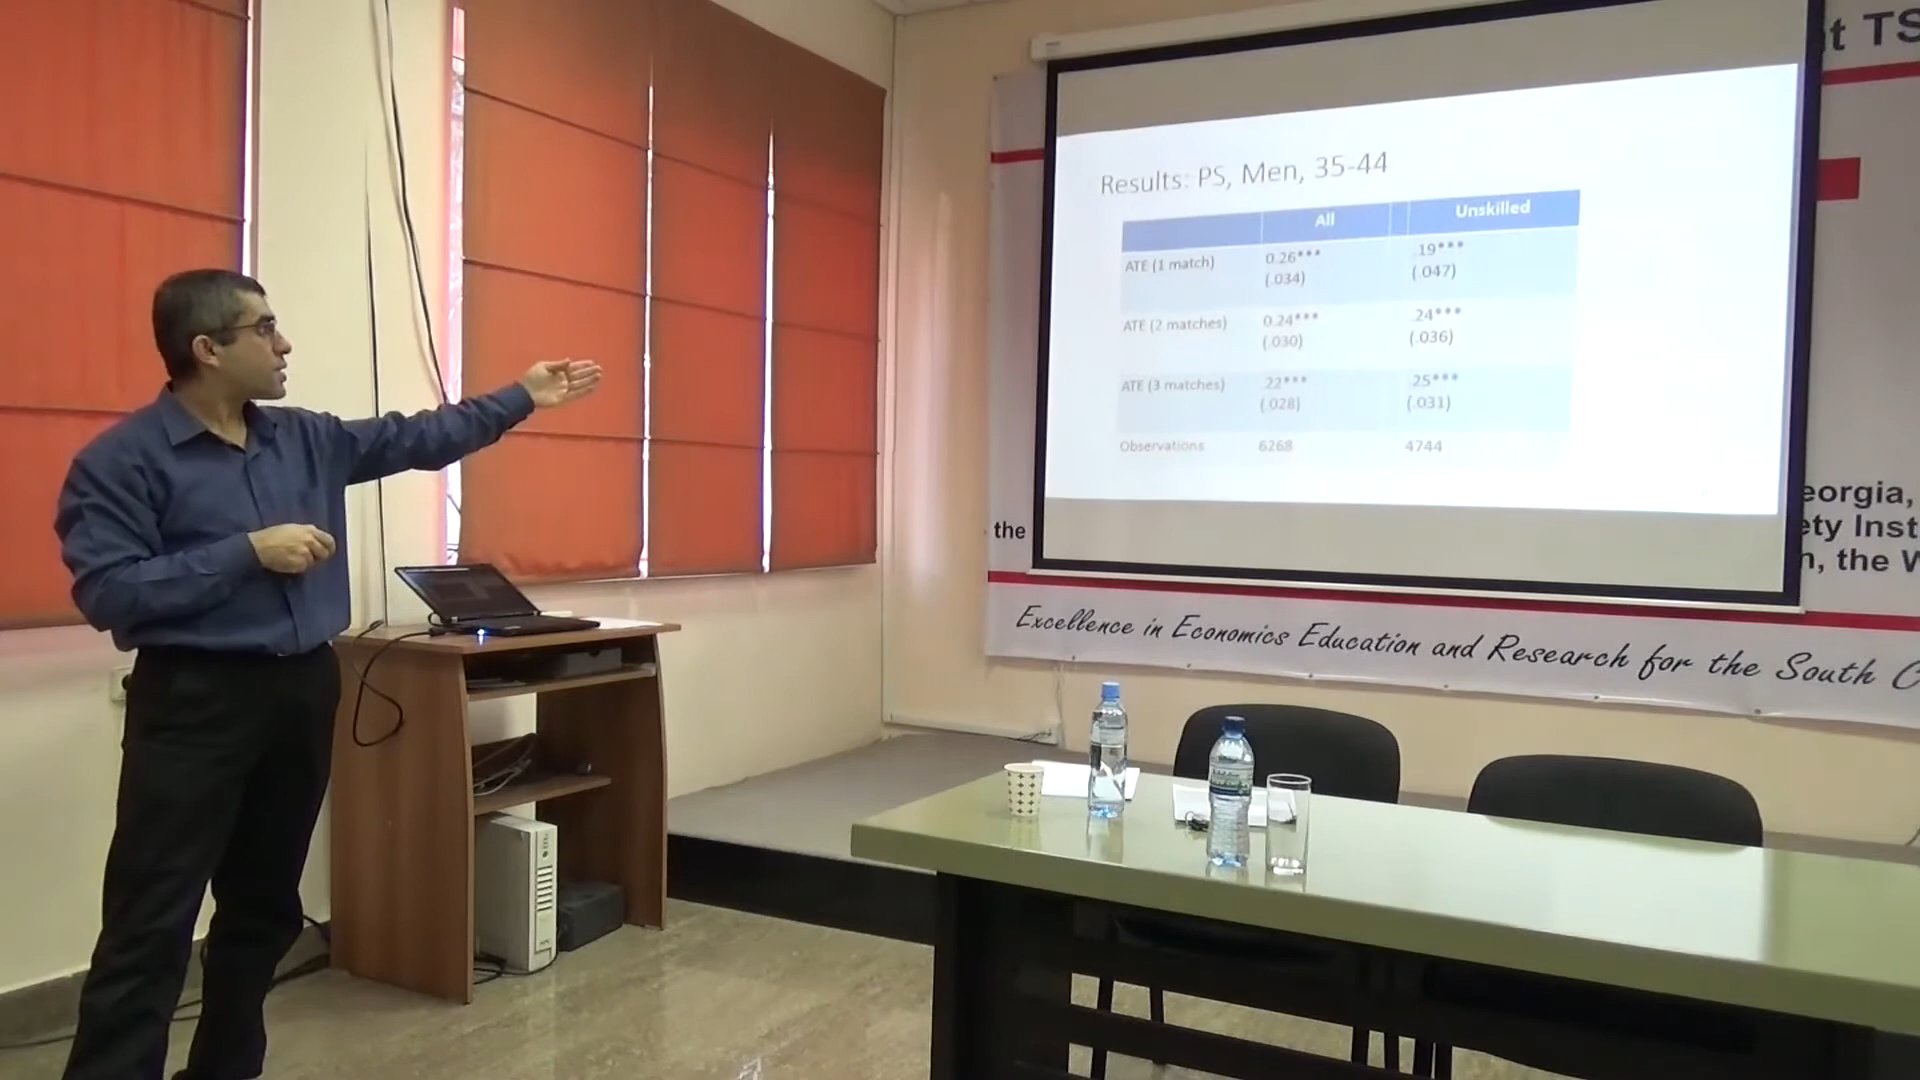 t TS
Results: PS, Men, 35-44
All Unskilled
ATE (1 match) 0.26*** .19***
(.034) (.047)
ATE (2 matches) 0.24*** .24***
(.030) (.036)
ATE (3 matches) .22*** .25***
(.028) (.031)
Observations 6268 4744
eorgia,
the ety Inst
n, the W
Excellence in Economics Education and Research for the South C